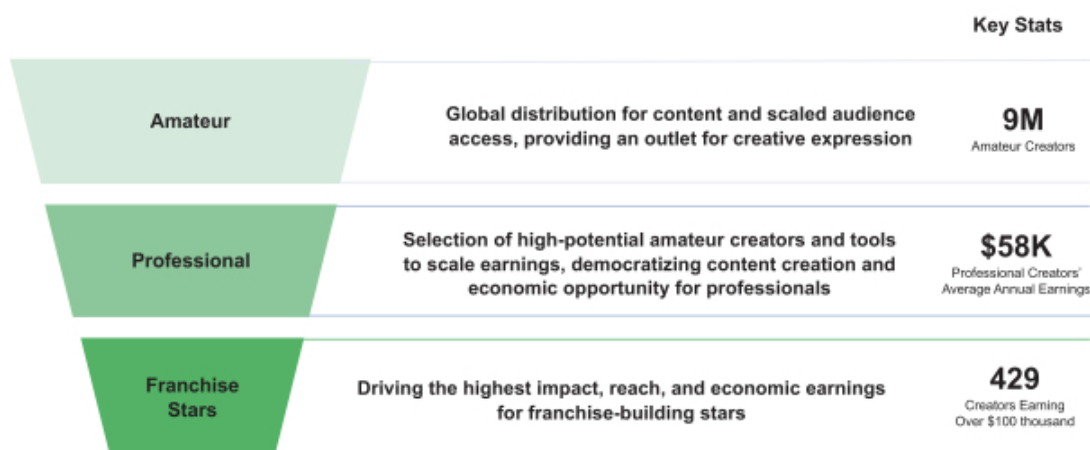 Key Stats
Amateur
Global distribution for content and scaled audience
access, providing an outlet for creative expression
9M
Amateur Creators
Professional
Selection of high-potential amateur creators and tools
to scale earnings, democratizing content creation and
economic opportunity for professionals
$58K
Professional Creators'
Average Annual Earnings
Franchise
Stars
Driving the highest impact, reach, and economic earnings
for franchise-building stars
429
Creators Earning
Over $100 thousand